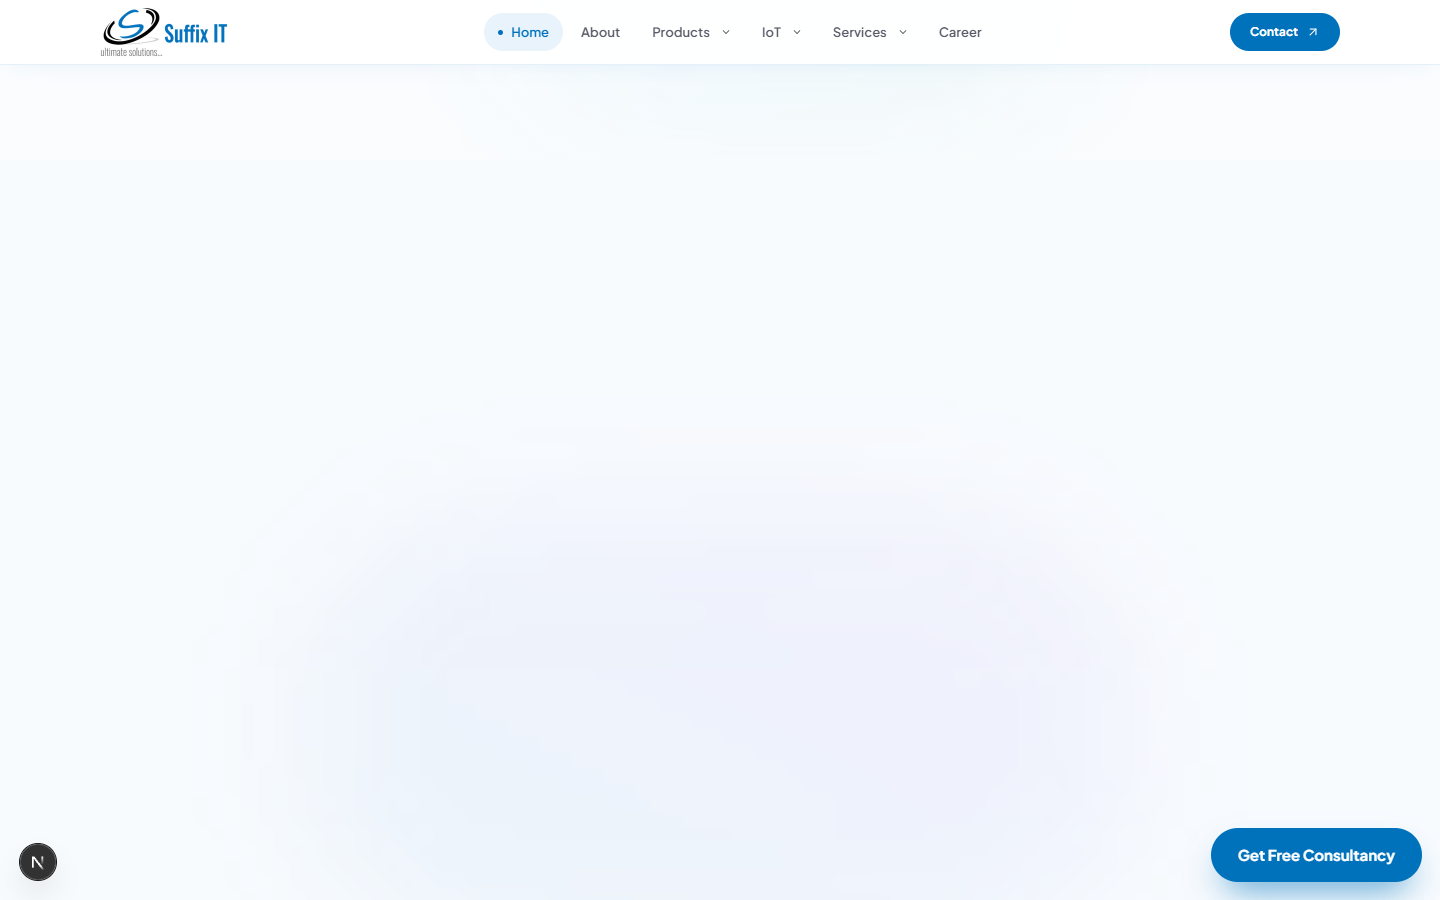 Suffix IT
ultimate solutions...
Home
About
Products
IoT
Services
Career
Contact
N
Get Free Consultancy